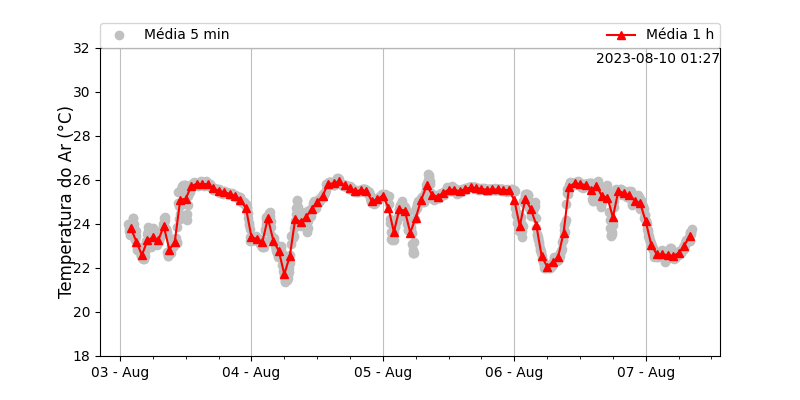 Média 5 min
Média 1 h
2023-08-10 01:27
Temperatura do Ar (°C)
32
30
28
26
24
22
20
18
03 - Aug
04 - Aug
05 - Aug
06 - Aug
07 - Aug